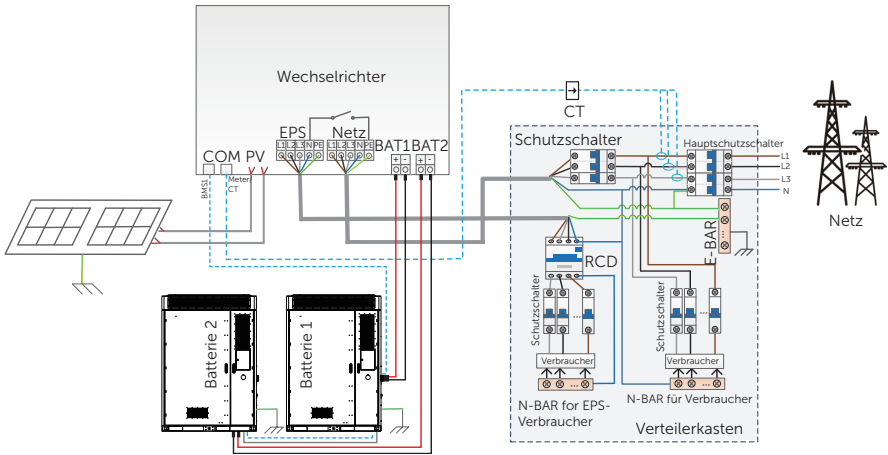 Wechselrichter
EPS
Netz
L1 L2 L3 N PE
L1 L2 L3 N PE
BAT1 BAT2
+ -
+ -
COM PV
BMS1
Meter/
CT
CT
Schutzschalter
Hauptschutzschalter
L1
L2
L3
N
Netz
E-BAR
...
RCD
Schutzschalter
...
Schutzschalter
...
Verbraucher
Verbraucher
...
...
N-BAR for EPS-
Verbraucher
N-BAR für Verbraucher
Verteilerkasten
Batterie 2
Batterie 1